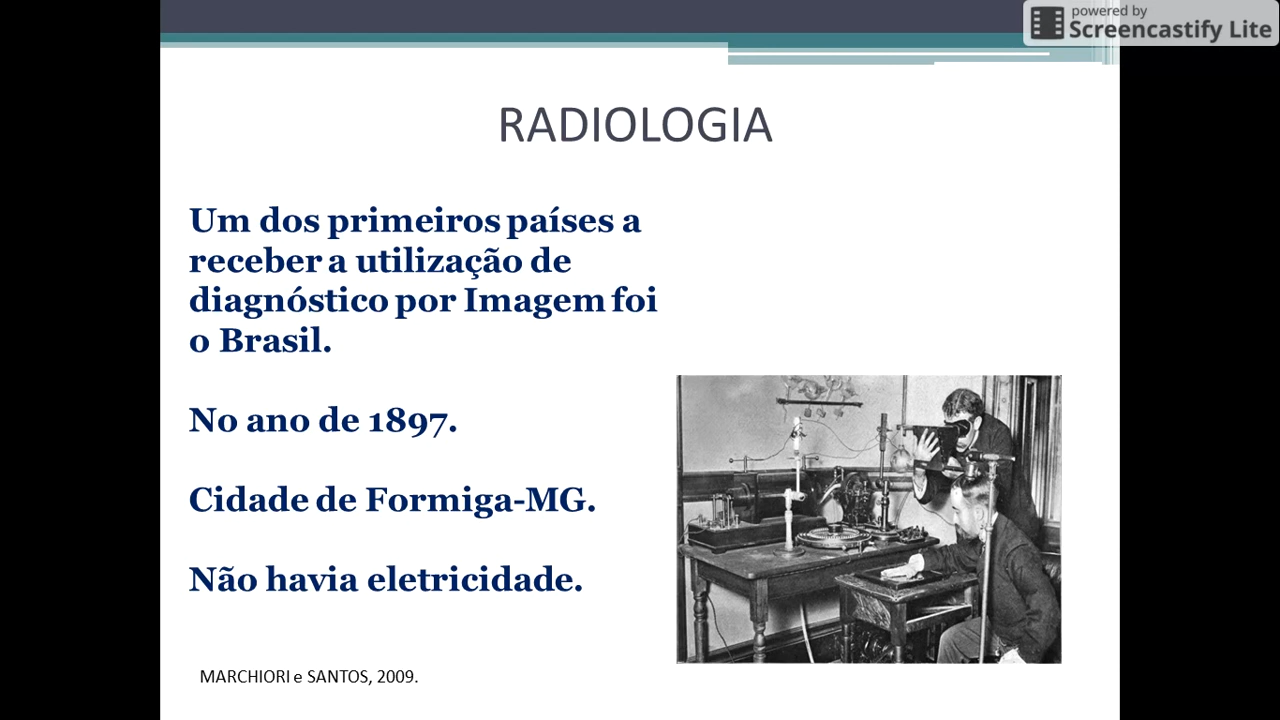 powered by
Screencastify Lite
RADIOLOGIA
Um dos primeiros países a
receber a utilização de
diagnóstico por Imagem foi
o Brasil.
No ano de 1897.
Cidade de Formiga-MG.
Não havia eletricidade.
MARCHIORI e SANTOS, 2009.